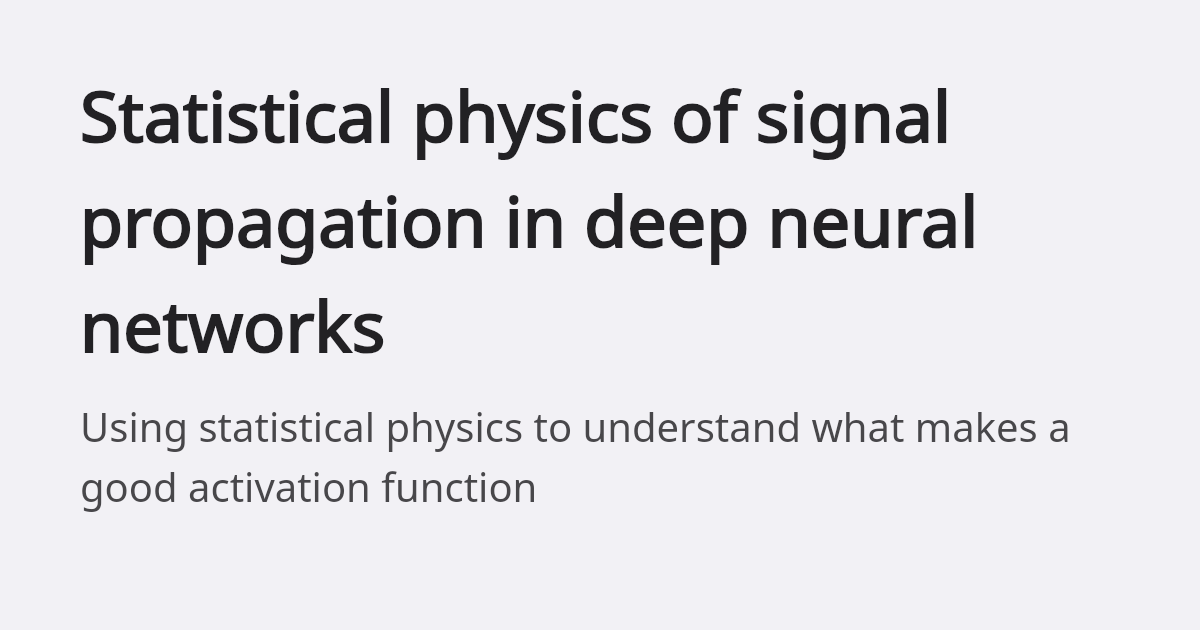 Statistical physics of signal
propagation in deep neural
networks
Using statistical physics to understand what makes a
good activation function